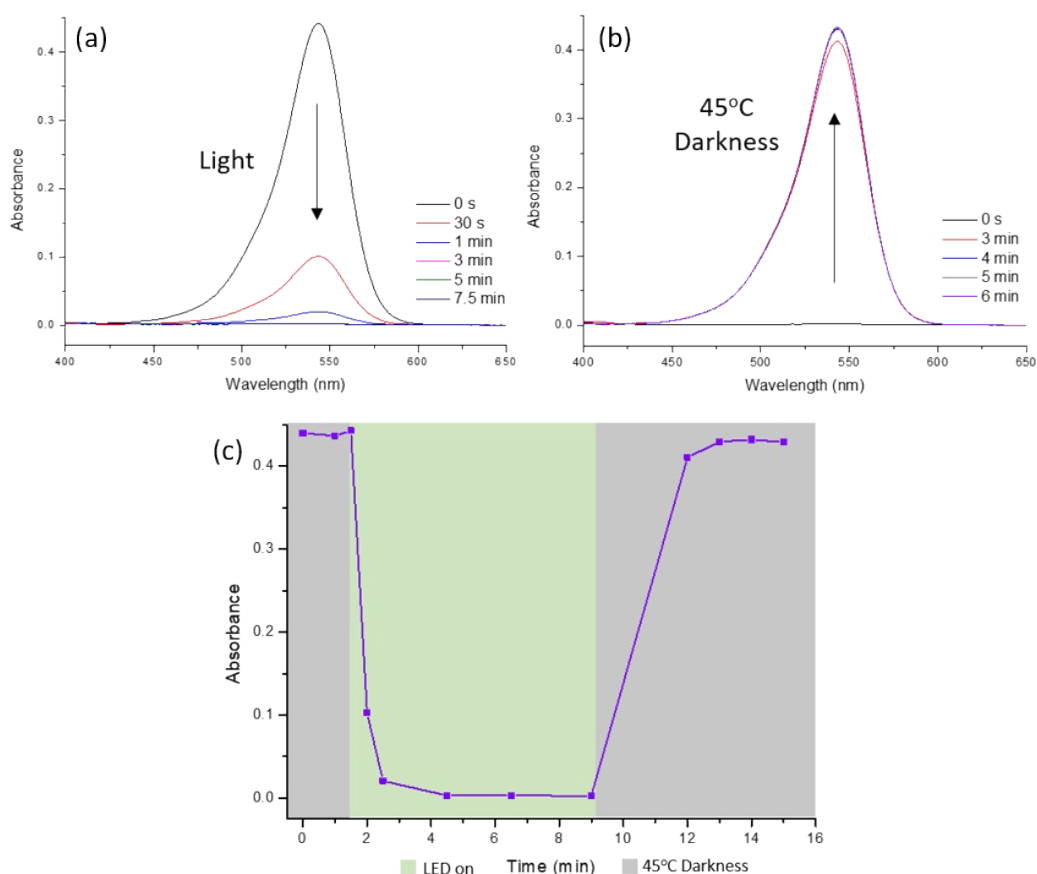 (a)
Absorbance
0.4
0.3
0.2
0.1
0.0
Light
0 s
30 s
1 min
3 min
5 min
7.5 min
400 450 500 550 600 650
Wavelength (nm)
(b)
Absorbance
0.4
0.3
0.2
0.1
0.0
45°C
Darkness
0 s
3 min
4 min
5 min
6 min
400 450 500 550 600 650
Wavelength (nm)
(c)
Absorbance
0.4
0.3
0.2
0.1
0.0
0 2 4 6 8 10 12 14 16
LED on Time (min) 45°C Darkness